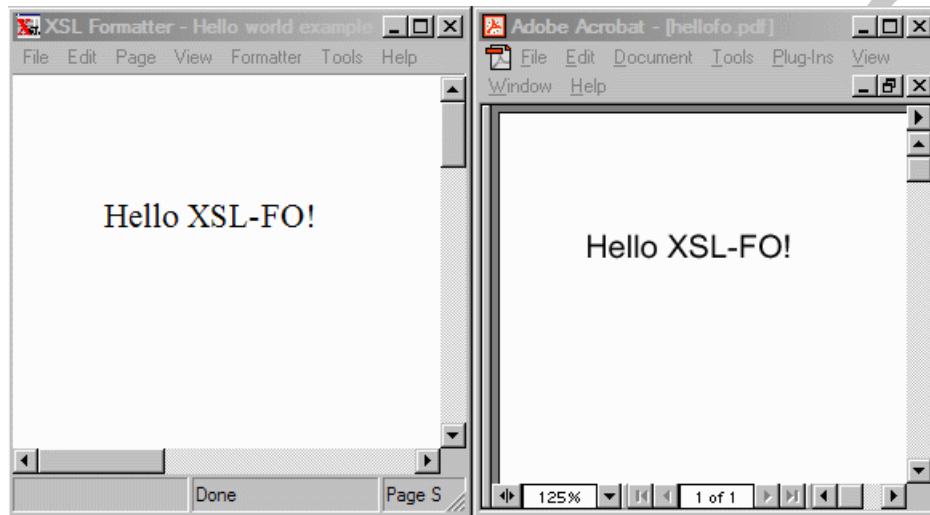 XSL Formatter - Hello world example
File Edit Page View Formatter Tools Help
Hello XSL-FO!
Done
Page S
Adobe Acrobat - [hellofo.pdf]
File Edit Document Tools Plug-Ins View
Window Help
Hello XSL-FO!
125% 1 of 1